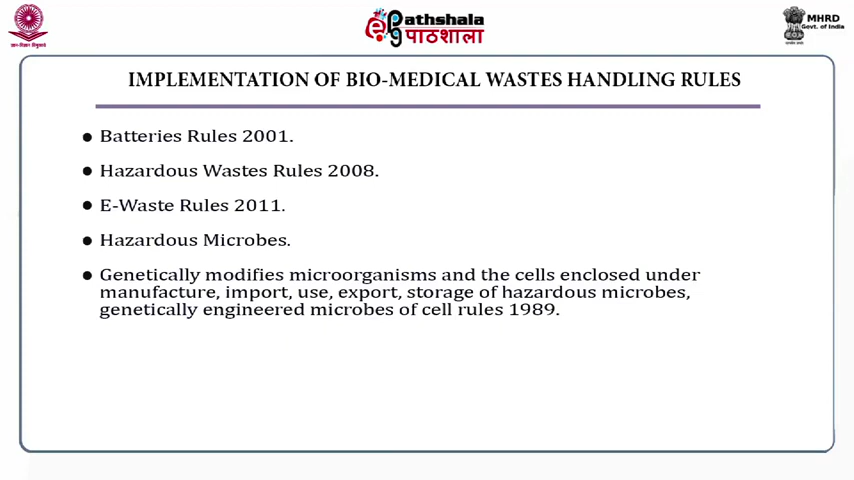 ePathshala
पाठशाला
MHRD
Govt. of India
IMPLEMENTATION OF BIO-MEDICAL WASTES HANDLING RULES
● Batteries Rules 2001.
● Hazardous Wastes Rules 2008.
● E-Waste Rules 2011.
● Hazardous Microbes.
● Genetically modifies microorganisms and the cells enclosed under
manufacture, import, use, export, storage of hazardous microbes,
genetically engineered microbes of cell rules 1989.